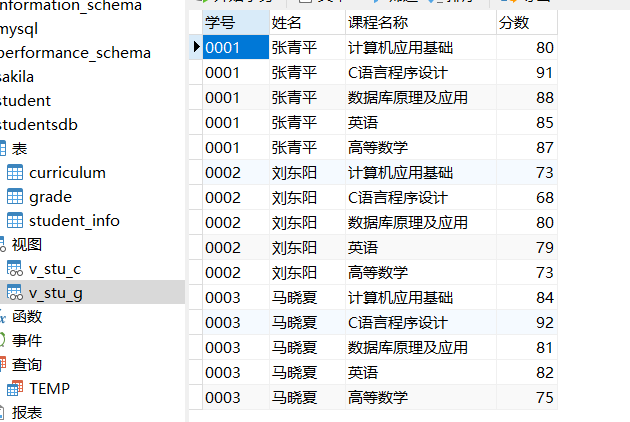 information_schema
mysql
performance_schema
sakila
student
studentsdb
表
curriculum
grade
student_info
视图
v_stu_c
v_stu_g
函数
事件
查询
TEMP
报表
学号 姓名 课程名称 分数
0001 张青平 计算机应用基础 80
0001 张青平 C语言程序设计 91
0001 张青平 数据库原理及应用 88
0001 张青平 英语 85
0001 张青平 高等数学 87
0002 刘东阳 计算机应用基础 73
0002 刘东阳 C语言程序设计 68
0002 刘东阳 数据库原理及应用 80
0002 刘东阳 英语 79
0002 刘东阳 高等数学 73
0003 马晓夏 计算机应用基础 84
0003 马晓夏 C语言程序设计 92
0003 马晓夏 数据库原理及应用 81
0003 马晓夏 英语 82
0003 马晓夏 高等数学 75